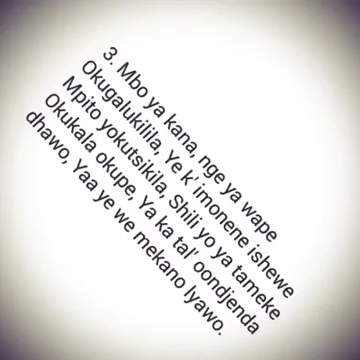 3. Mbo ya kana, nge ya wape
Okugalukilila, Ye k' imonene ishewe
Mpito yokutsikila, Shili yo ya tameke
Okukala okupe, Ya ka tal' oondjenda
dhawo, Yaa ye we mekano lyawo.